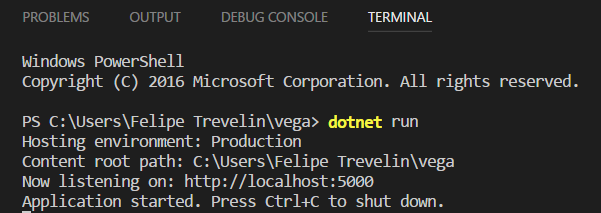 PROBLEMS OUTPUT DEBUG CONSOLE TERMINAL
Windows PowerShell
Copyright (C) 2016 Microsoft Corporation. All rights reserved.
PS C:\Users\Felipe Trevelin\vega> dotnet run
Hosting environment: Production
Content root path: C:\Users\Felipe Trevelin\vega
Now listening on: http://localhost:5000
Application started. Press Ctrl+C to shut down.